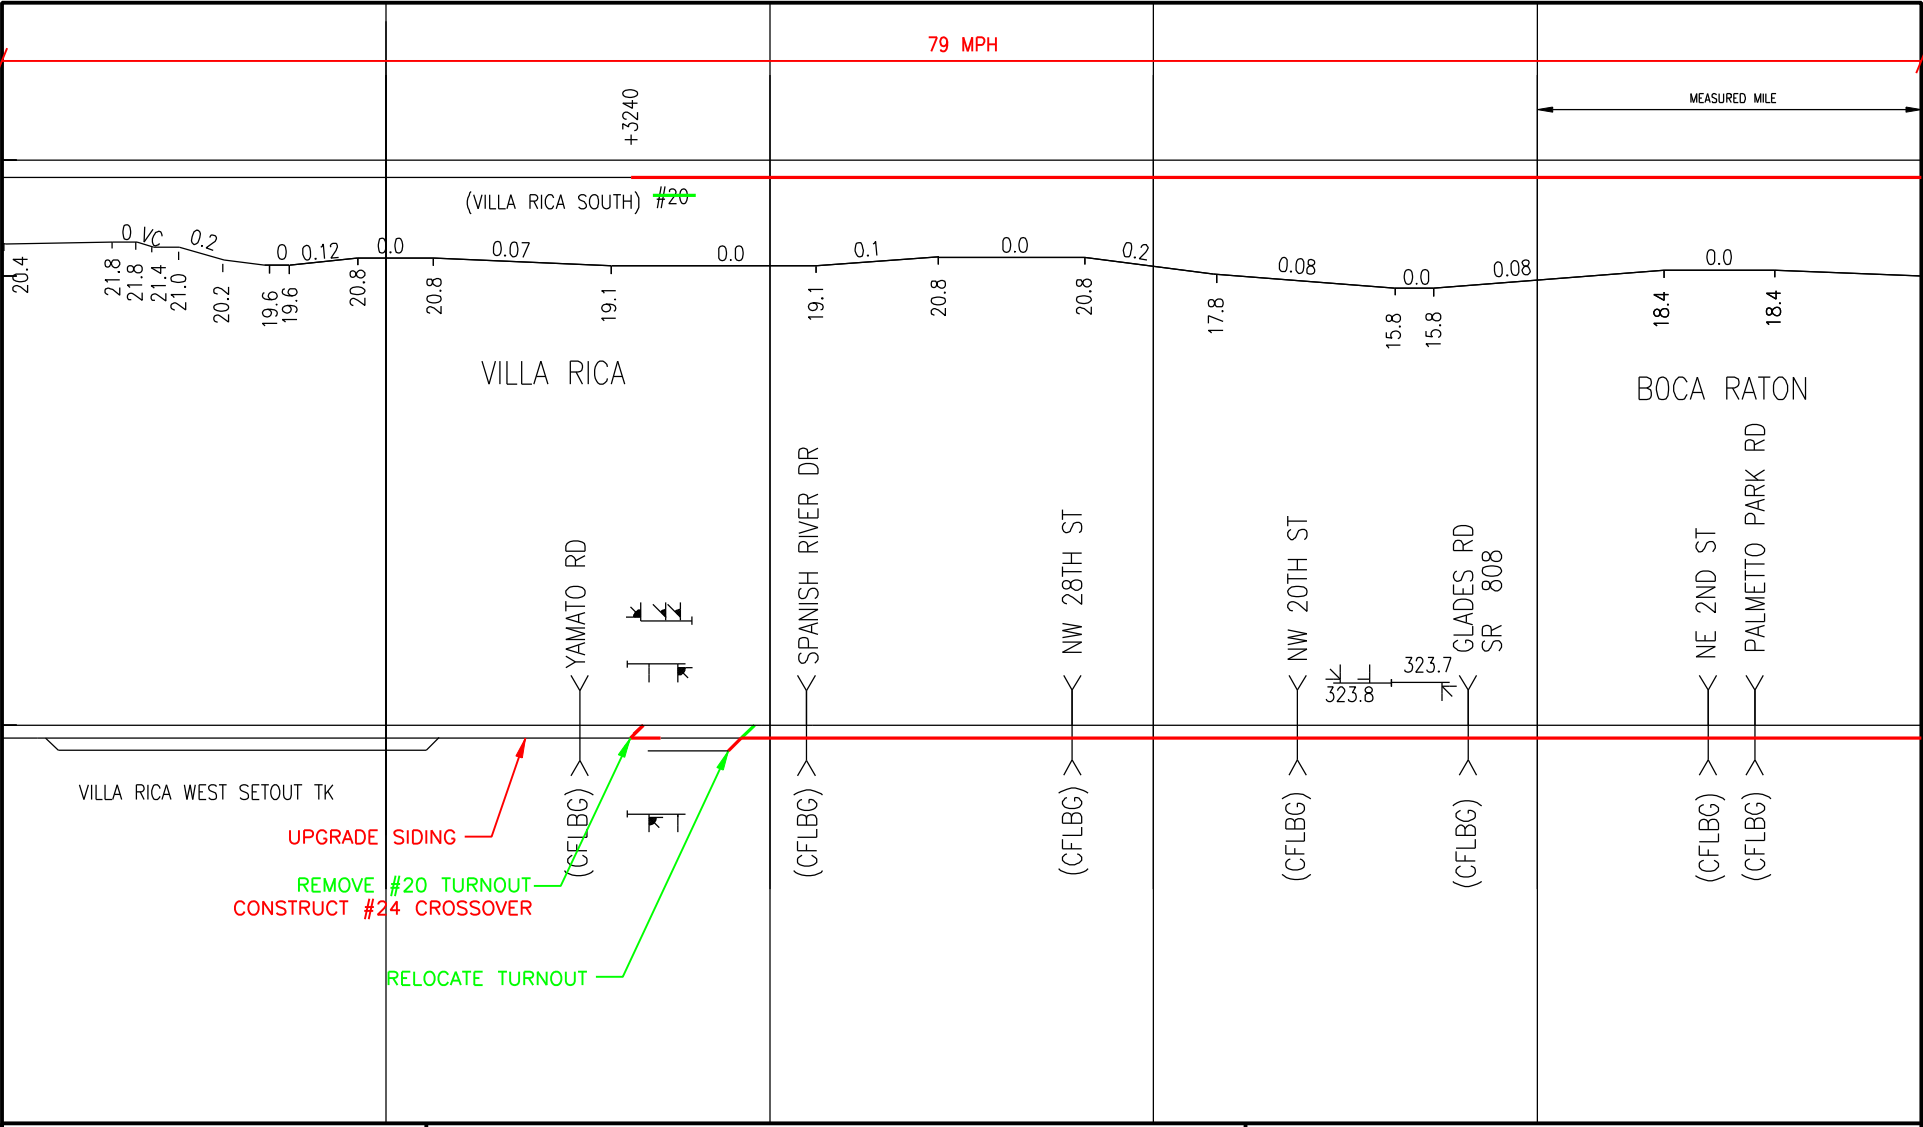 79 MPH
MEASURED MILE
+3240
(VILLA RICA SOUTH) #20
0 VC 0.2 0 0.12 0.0 0.07 0.0 0.1 0.0 0.2 0.08 0.0 0.08 0.0
20.4 21.8 21.8 21.4 21.0 20.2 19.6 19.6 20.8 20.8 19.1 19.1 20.8 20.8 17.8 15.8 15.8 18.4 18.4
VILLA RICA
BOCA RATON
YAMATO RD
SPANISH RIVER DR
NW 28TH ST
NW 20TH ST
GLADES RD
SR 808
NE 2ND ST
PALMETTO PARK RD
323.7
323.8
VILLA RICA WEST SETOUT TK
(CFLBG)
(CFLBG)
(CFLBG)
(CFLBG)
(CFLBG)
(CFLBG)
(CFLBG)
UPGRADE SIDING
REMOVE #20 TURNOUT
CONSTRUCT #24 CROSSOVER
RELOCATE TURNOUT